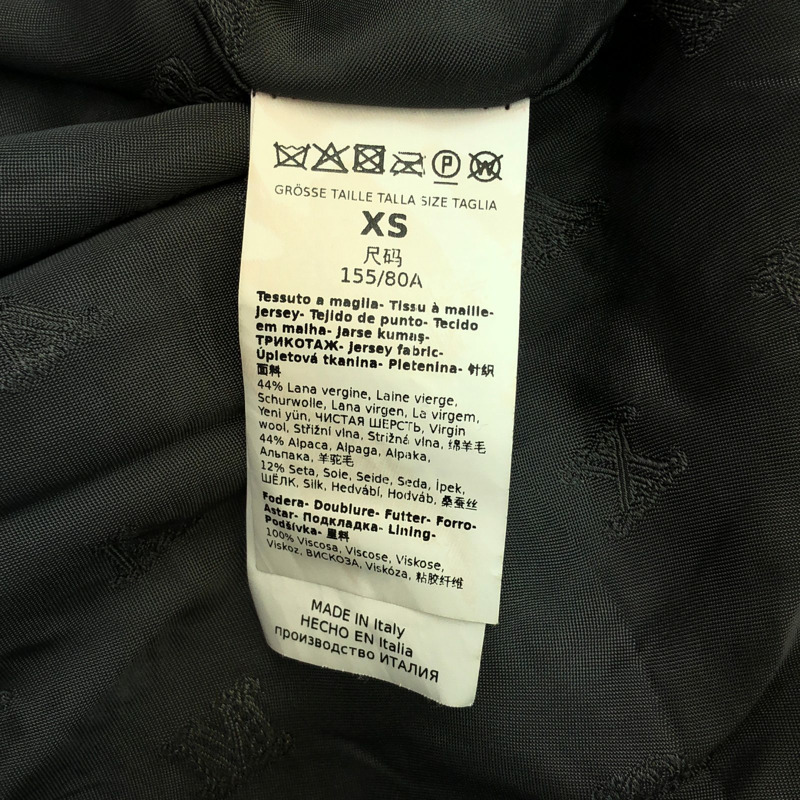 P W
GRÖSSE TAILLE TALLA SIZE TAGLIA
XS
尺码
155/80A
Tessuto a maglia- Tissu à maille-
Jersey- Tejido de punto- Tecido
em malha- Jarse kumaş-
ТРИКОТАЖ- Jersey fabric-
Úpletová tkanina- Pletenina- 针织
面料
44% Lana vergine, Laine vierge,
Schurwolle, Lana virgen, La virgem,
Yeni yün, ЧИСТАЯ ШЕРСТЬ, Virgin
wool, Střižní vlna, Strižná vlna, 绵羊毛
44% Alpaca, Alpaga, Alpaka,
Альпака, 羊驼毛
12% Seta, Soie, Seide, Seda, İpek,
ШЁЛК, Silk, Hedvábí, Hodváb, 桑蚕丝
Fodera- Doublure- Futter- Forro-
Astar- Подкладка- Lining-
Podšívka- 里料
100% Viscosa, Viscose, Viskose,
Viskoz, ВИСКОЗА, Viskóza, 粘胶纤维
MADE IN Italy
HECHO EN Italia
производство ИТАЛИЯ